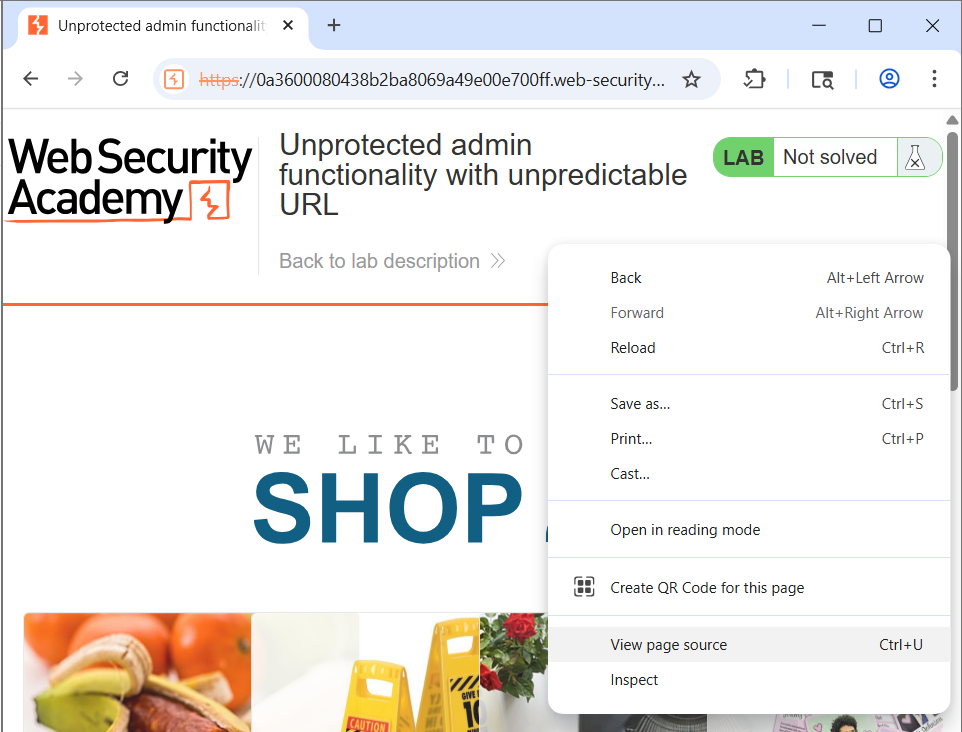 Unprotected admin functionalit
https://0a3600080438b2ba8069a49e00e700ff.web-security...
Web Security
Academy
Unprotected admin
functionality with unpredictable
URL
Back to lab description
LAB Not solved
WE LIKE TO
SHOP
Back Alt+Left Arrow
Forward Alt+Right Arrow
Reload Ctrl+R
Save as... Ctrl+S
Print... Ctrl+P
Cast...
Open in reading mode
Create QR Code for this page
View page source Ctrl+U
Inspect
CAUTION